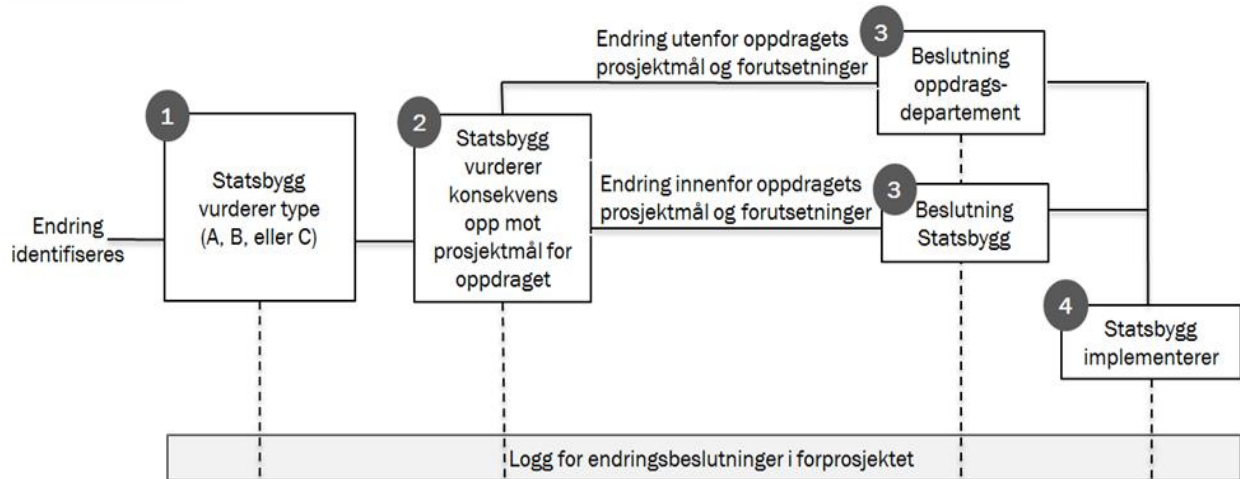 Endring
identifiseres
1
Statsbygg
vurderer type
(A, B, eller C)
2
Statsbygg
vurderer
konsekvens
opp mot
prosjektmål for
oppdraget
Endring utenfor oppdragets
prosjektmål og forutsetninger
3
Beslutning
oppdrags-
departement
Endring innenfor oppdragets
prosjektmål og forutsetninger
3
Beslutning
Statsbygg
4
Statsbygg
implementerer
Logg for endringsbeslutninger i forprosjektet